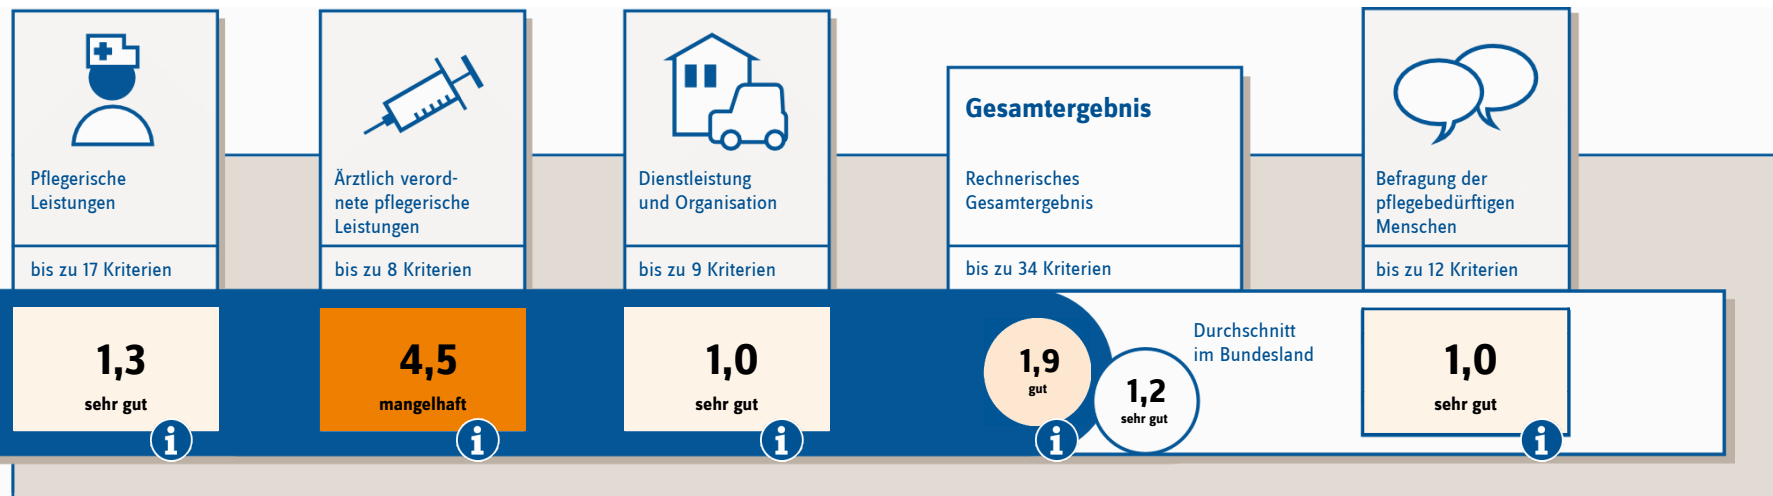 Pflegerische
Leistungen
bis zu 17 Kriterien
1,3
sehr gut
i
Ärztlich verord-
nete pflegerische
Leistungen
bis zu 8 Kriterien
4,5
mangelhaft
i
Dienstleistung
und Organisation
bis zu 9 Kriterien
1,0
sehr gut
i
Gesamtergebnis
Rechnerisches
Gesamtergebnis
bis zu 34 Kriterien
1,9
gut
i
1,2
sehr gut
Durchschnitt
im Bundesland
Befragung der
pflegebedürftigen
Menschen
bis zu 12 Kriterien
1,0
sehr gut
i